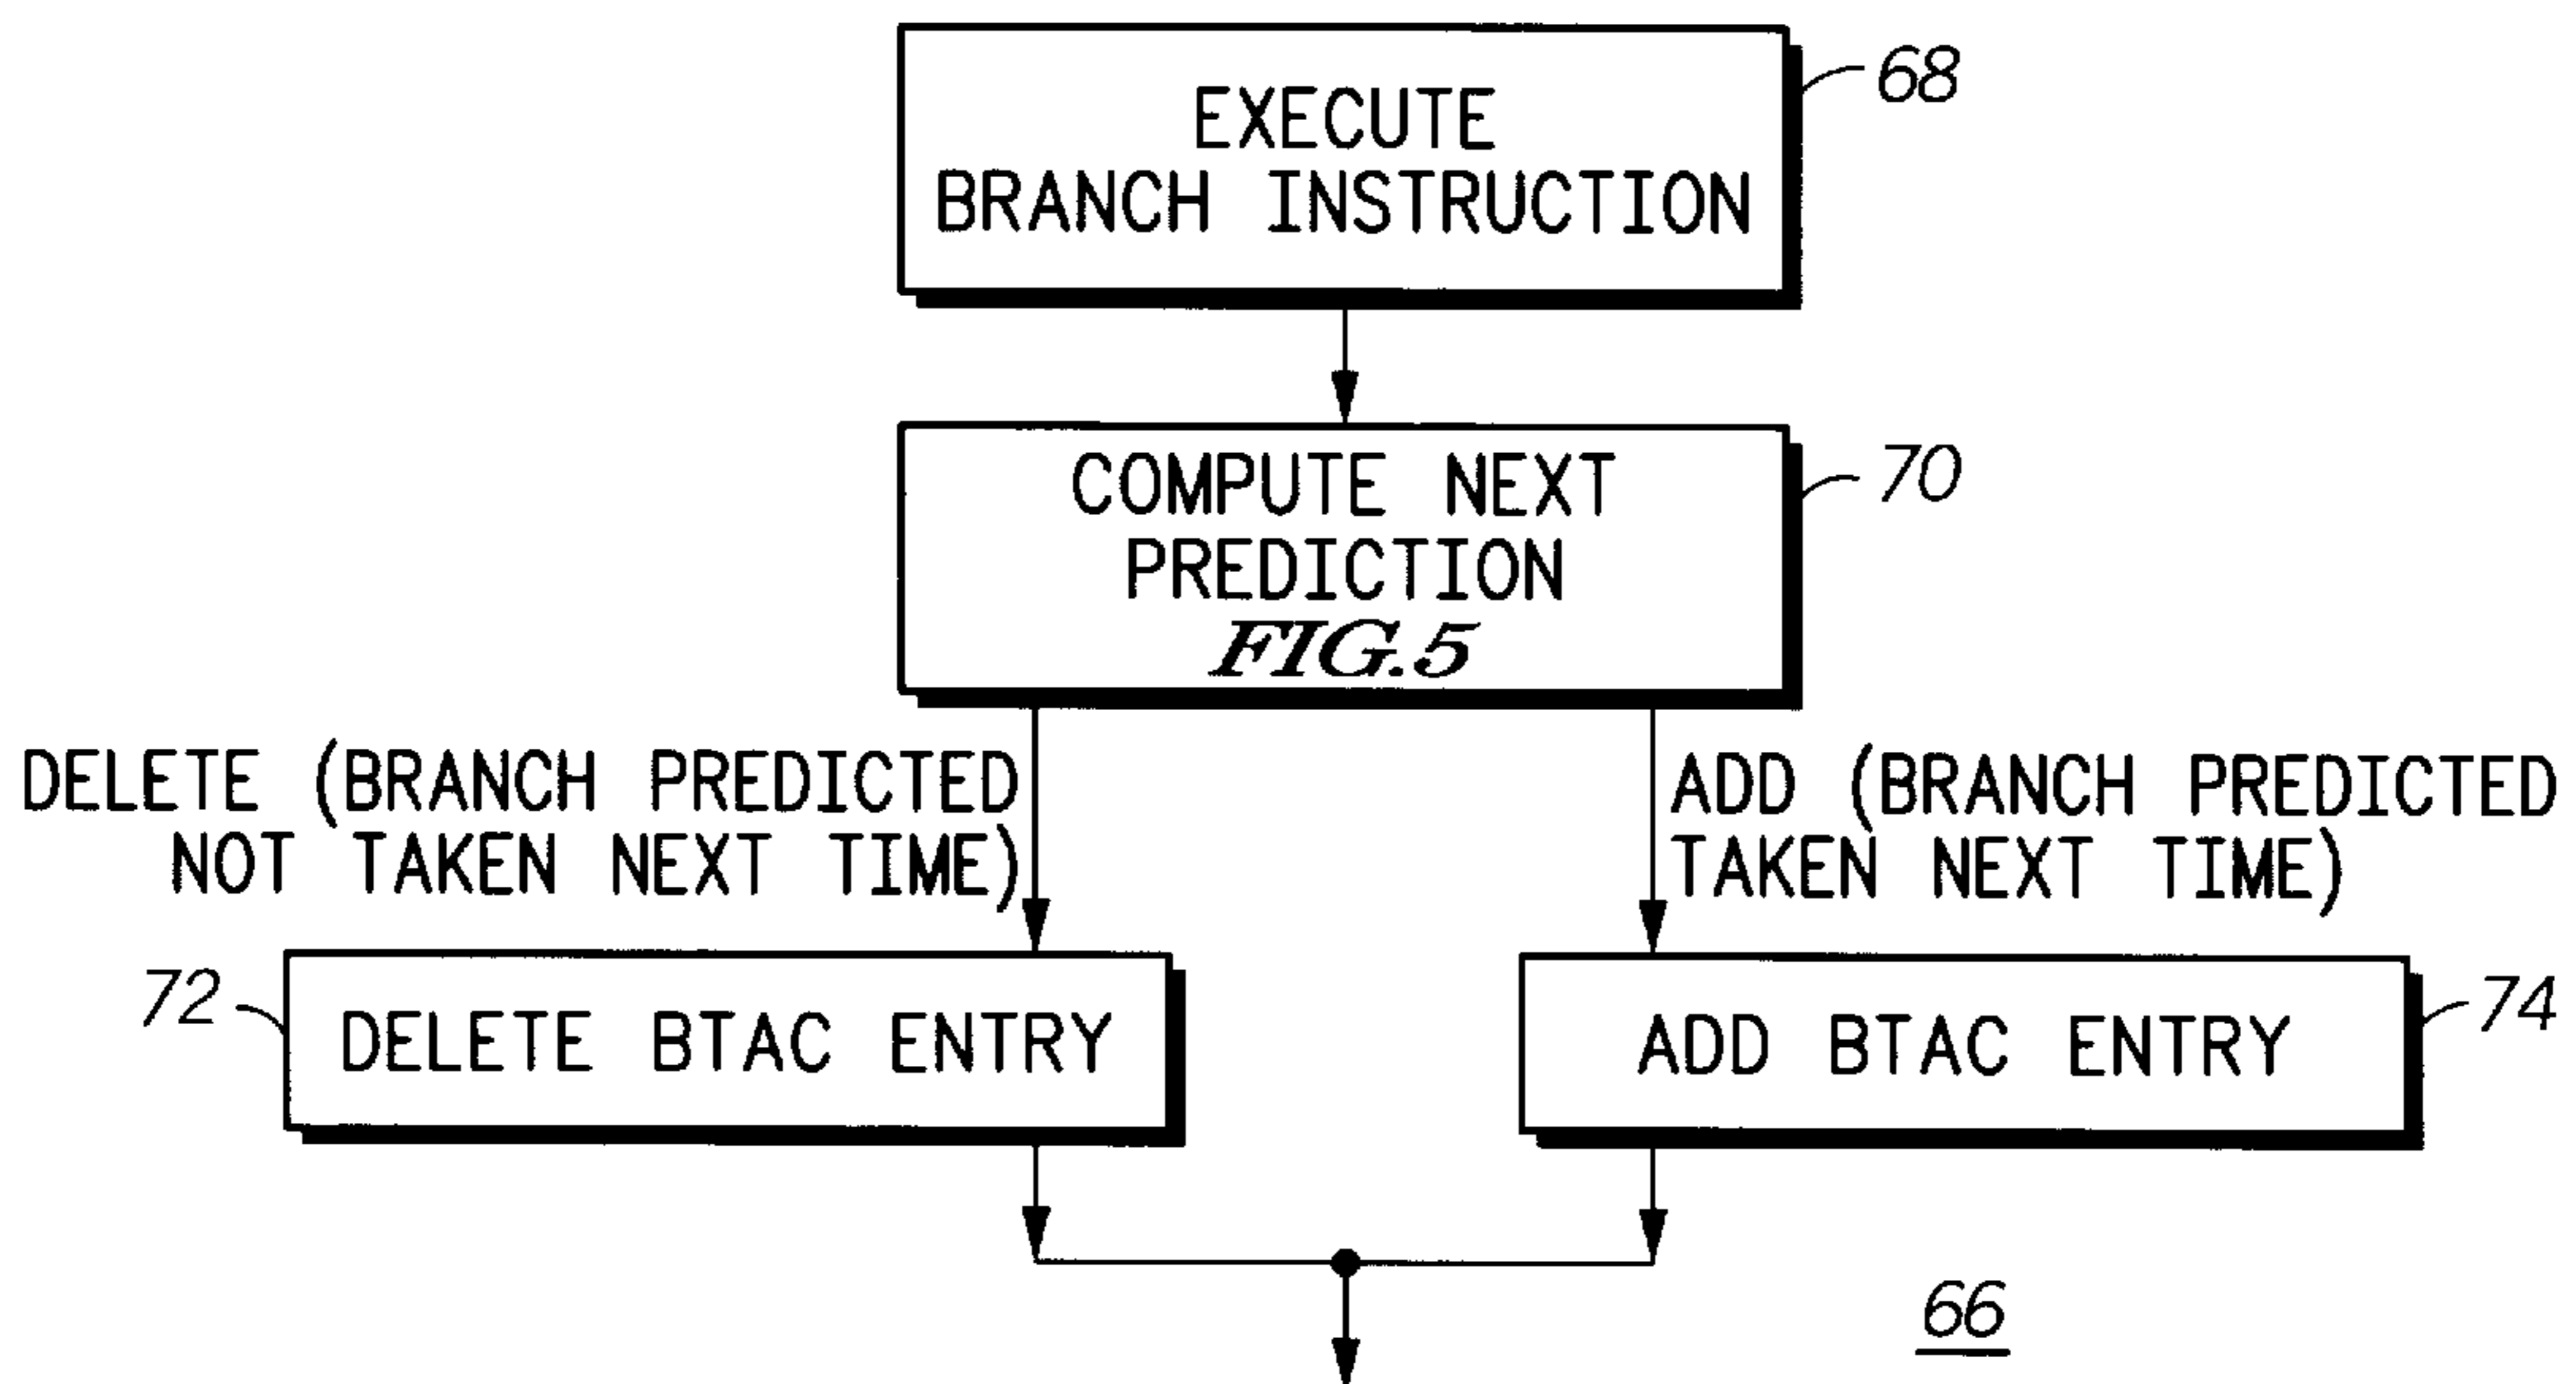 EXECUTE
BRANCH INSTRUCTION
68
COMPUTE NEXT
PREDICTION
FIG.5
70
DELETE (BRANCH PREDICTED
NOT TAKEN NEXT TIME)
ADD (BRANCH PREDICTED
TAKEN NEXT TIME)
72
DELETE BTAC ENTRY
ADD BTAC ENTRY
74
66